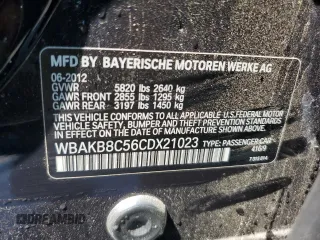 MFD BY BAYERISCHE MOTOREN WERKE AG
06-2012
GVWR 5820 lbs 2640 kg
GAWR FRONT 2855 lbs 1295 kg
GAWR REAR 3197 lbs 1450 kg
THIS VEHICLE CONFORMS TO ALL APPLICABLE U.S. FEDERAL MOTOR
VEHICLE SAFETY, BUMPER, AND THEFT PREVENTION STANDARDS
IN EFFECT ON THE DATE OF MANUFACTURE SHOWN ABOVE.
WBAKB8C56CDX21023 TYPE: PASSENGER CAR